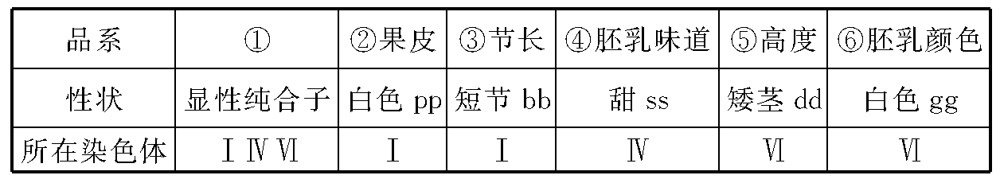 品系 ① ②果皮 ③节长 ④胚乳味道 ⑤高度 ⑥胚乳颜色
性状 显性纯合子 白色 pp 短节 bb 甜 ss 矮茎 dd 白色 gg
所在染色体 Ⅰ Ⅳ Ⅵ Ⅰ Ⅰ Ⅳ Ⅵ Ⅵ